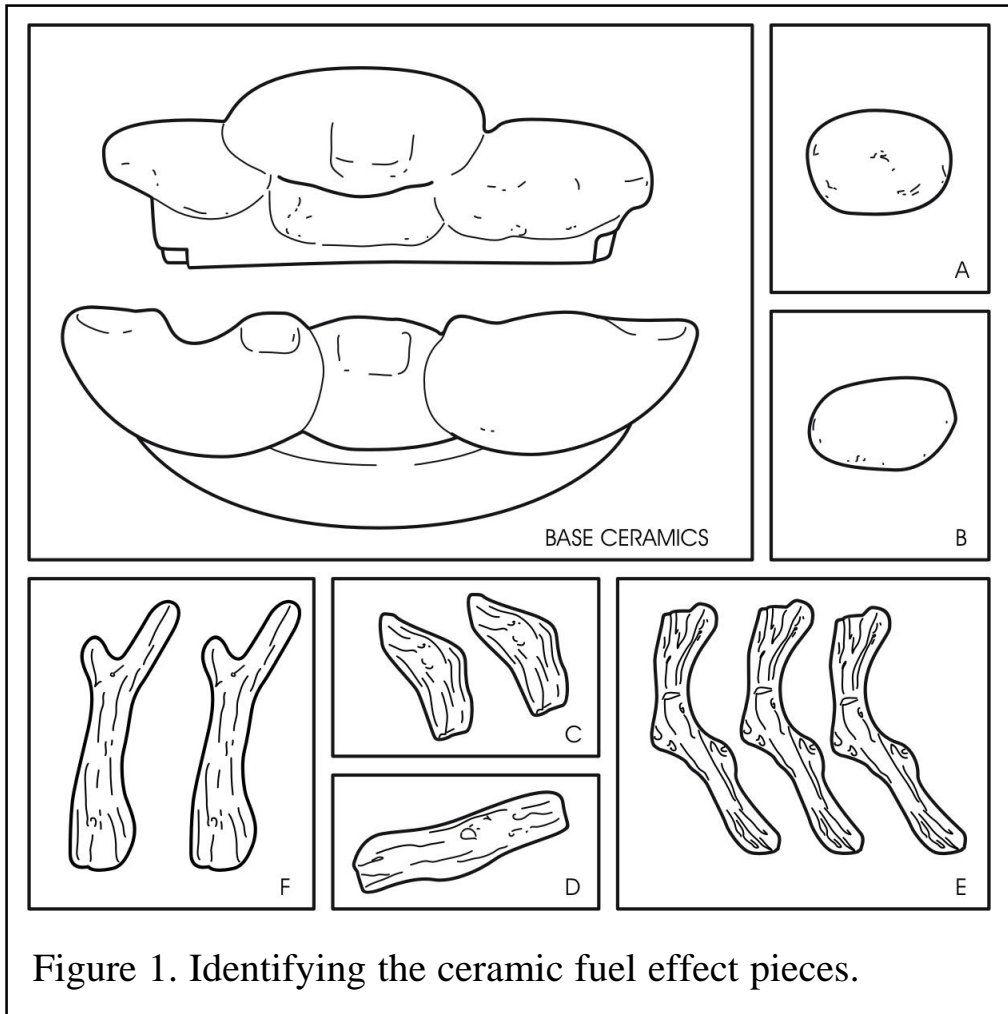 A
BASE CERAMICS
B
F
C
D
E
Figure 1. Identifying the ceramic fuel effect pieces.